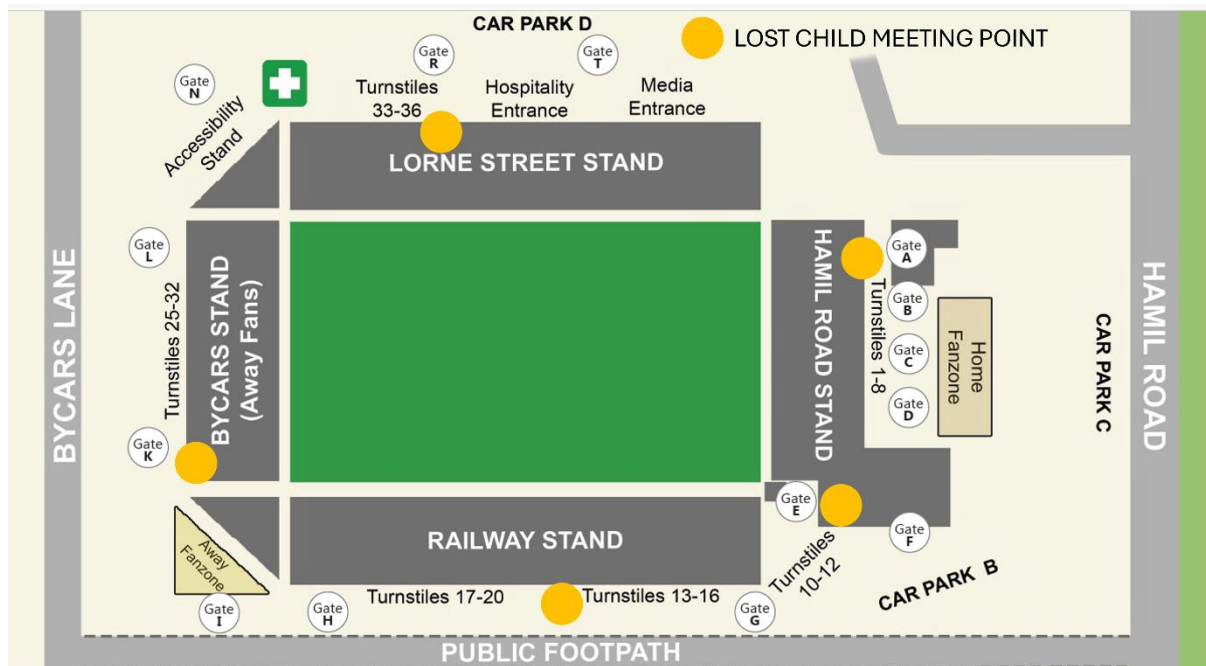 CAR PARK D
LOST CHILD MEETING POINT
Gate
R
Gate
T
Gate
N
Turnstiles
33-36
Hospitality
Entrance
Media
Entrance
Accessibility
Stand
LORNE STREET STAND
Gate
L
Turnstiles 25-32
BYCARS LANE
BYCARS STAND
(Away Fans)
HAMIL ROAD STAND
Gate
A
Turnstiles 1-8
Gate
B
Gate
C
Gate
D
Home
Fanzone
CAR PARK C
HAMIL ROAD
Gate
K
Away
Fanzone
RAILWAY STAND
Gate
E
Gate
F
Turnstiles
10-12
CAR PARK B
Gate
I
Gate
H
Turnstiles 17-20
Turnstiles 13-16
Gate
G
PUBLIC FOOTPATH